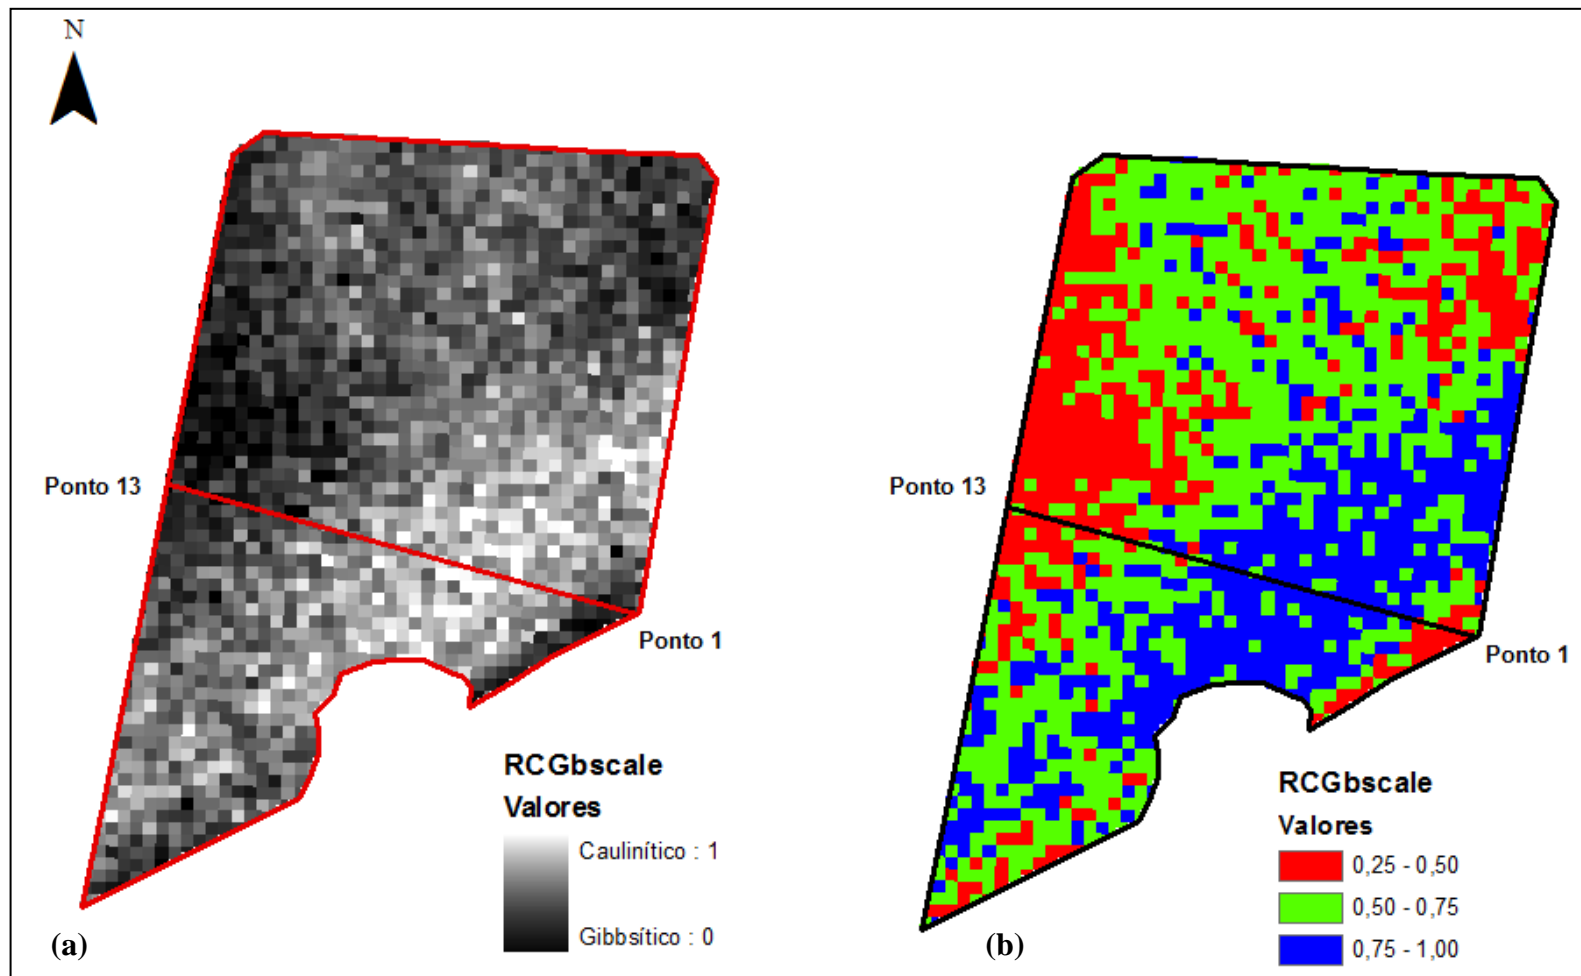 N
Ponto 13
Ponto 1
RCGbscale
Valores
Caulinítico : 1
Gibbsítico : 0
(a)
Ponto 13
Ponto 1
RCGbscale
Valores
0,25 - 0,50
0,50 - 0,75
0,75 - 1,00
(b)